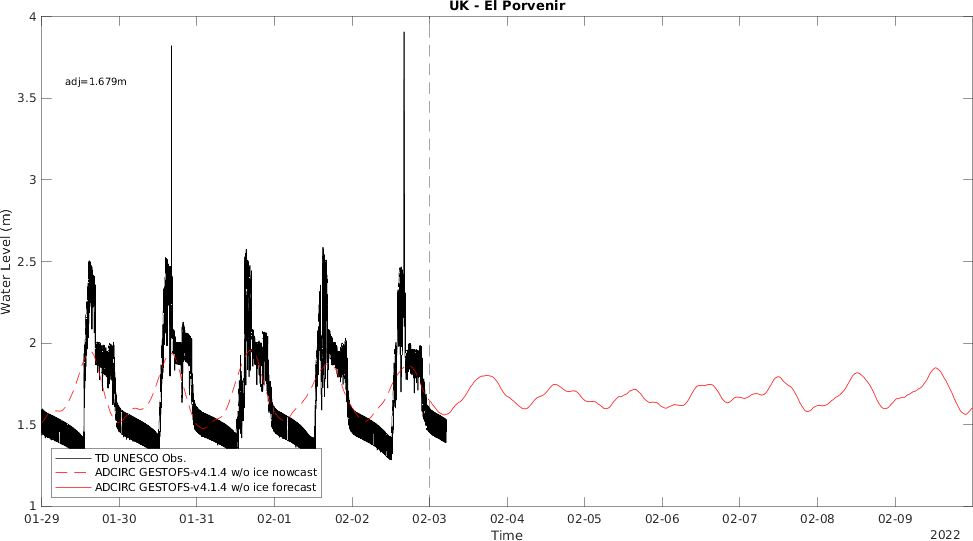 UK - El Porvenir
4
adj=1.679m
3.5
3
2.5
2
1.5
1
Water Level (m)
TD UNESCO Obs.
ADCIRC GESTOFS-v4.1.4 w/o ice nowcast
ADCIRC GESTOFS-v4.1.4 w/o ice forecast
01-29 01-30 01-31 02-01 02-02 02-03 02-04 02-05 02-06 02-07 02-08 02-09
Time
2022